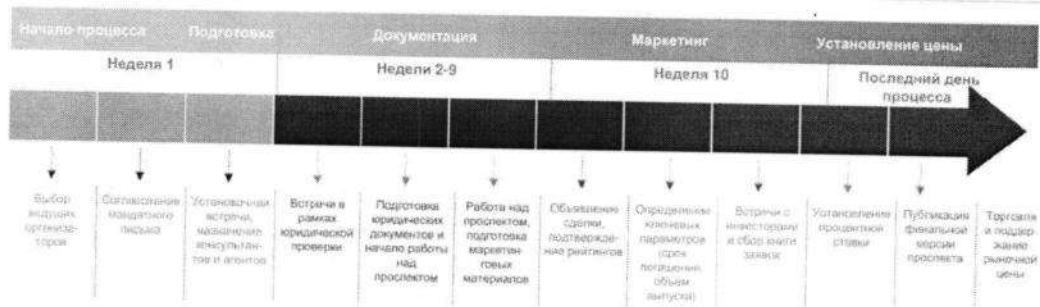 Начало процесса
Подготовка
Документация
Маркетинг
Установление цены
Неделя 1
Недели 2-9
Неделя 10
Последний день
процесса
Выбор
ведущих
организа-
торов
Согласование
мандатного
письма
Установочная
встреча,
назначение
консультан-
тов и агентов
Встречи в
рамках
юридической
проверки
Подготовка
юридических
документов и
начало работы
над
проспектом
Работа над
проспектом,
подготовка
маркетин-
говых
материалов
Объявление
сделки,
подтвержде-
ние рейтингов
Определение
ключевых
параметров
(срок
погашения,
объем
выпуска)
Встречи с
инвесторами
и сбор книги
заявок
Установление
процентной
ставки
Публикация
финальной
версии
проспекта
Торговля
и поддер-
жание
рыночной
цены